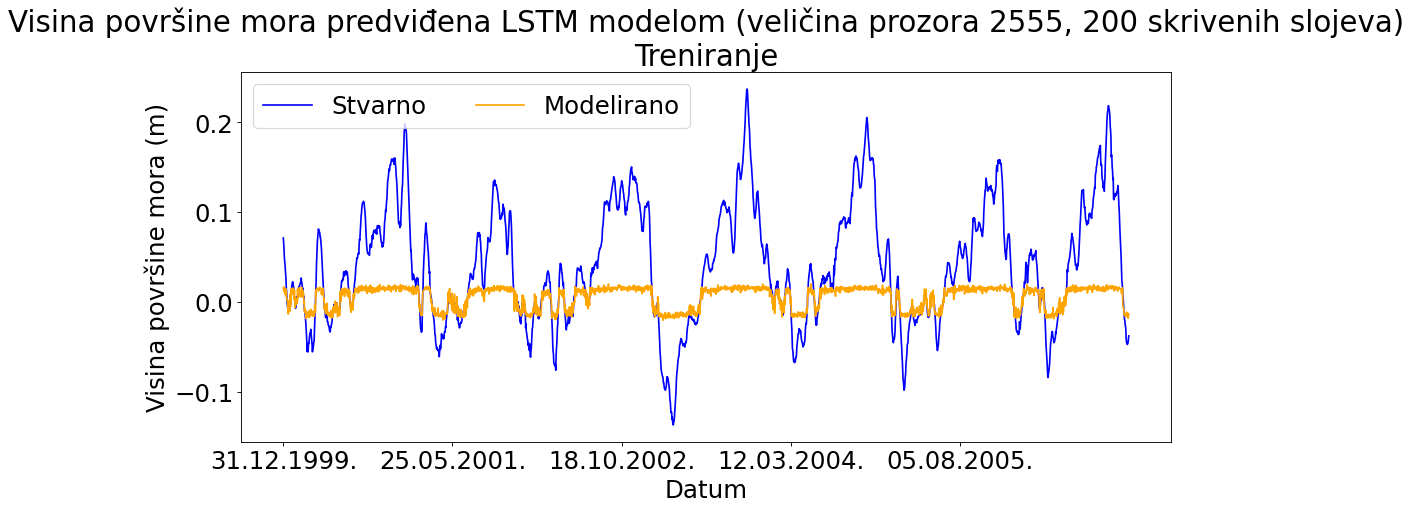 Visina površine mora predviđena LSTM modelom (veličina prozora 2555, 200 skrivenih slojeva)
Treniranje
Stvarno
Modelirano
Visina površine mora (m)
0.2
0.1
0.0
−0.1
31.12.1999.
25.05.2001.
18.10.2002.
12.03.2004.
05.08.2005.
Datum